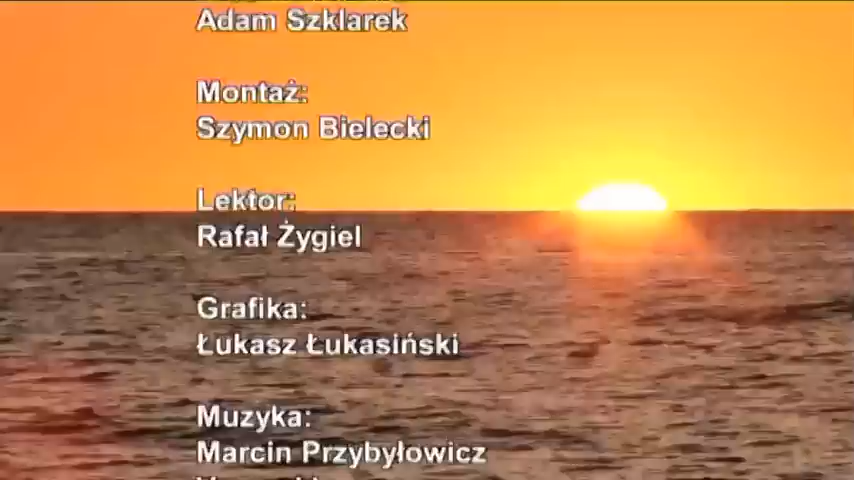 Adam Szklarek
Montaż:
Szymon Bielecki
Lektor:
Rafał Żygiel
Grafika:
Łukasz Łukasiński
Muzyka:
Marcin Przybyłowicz